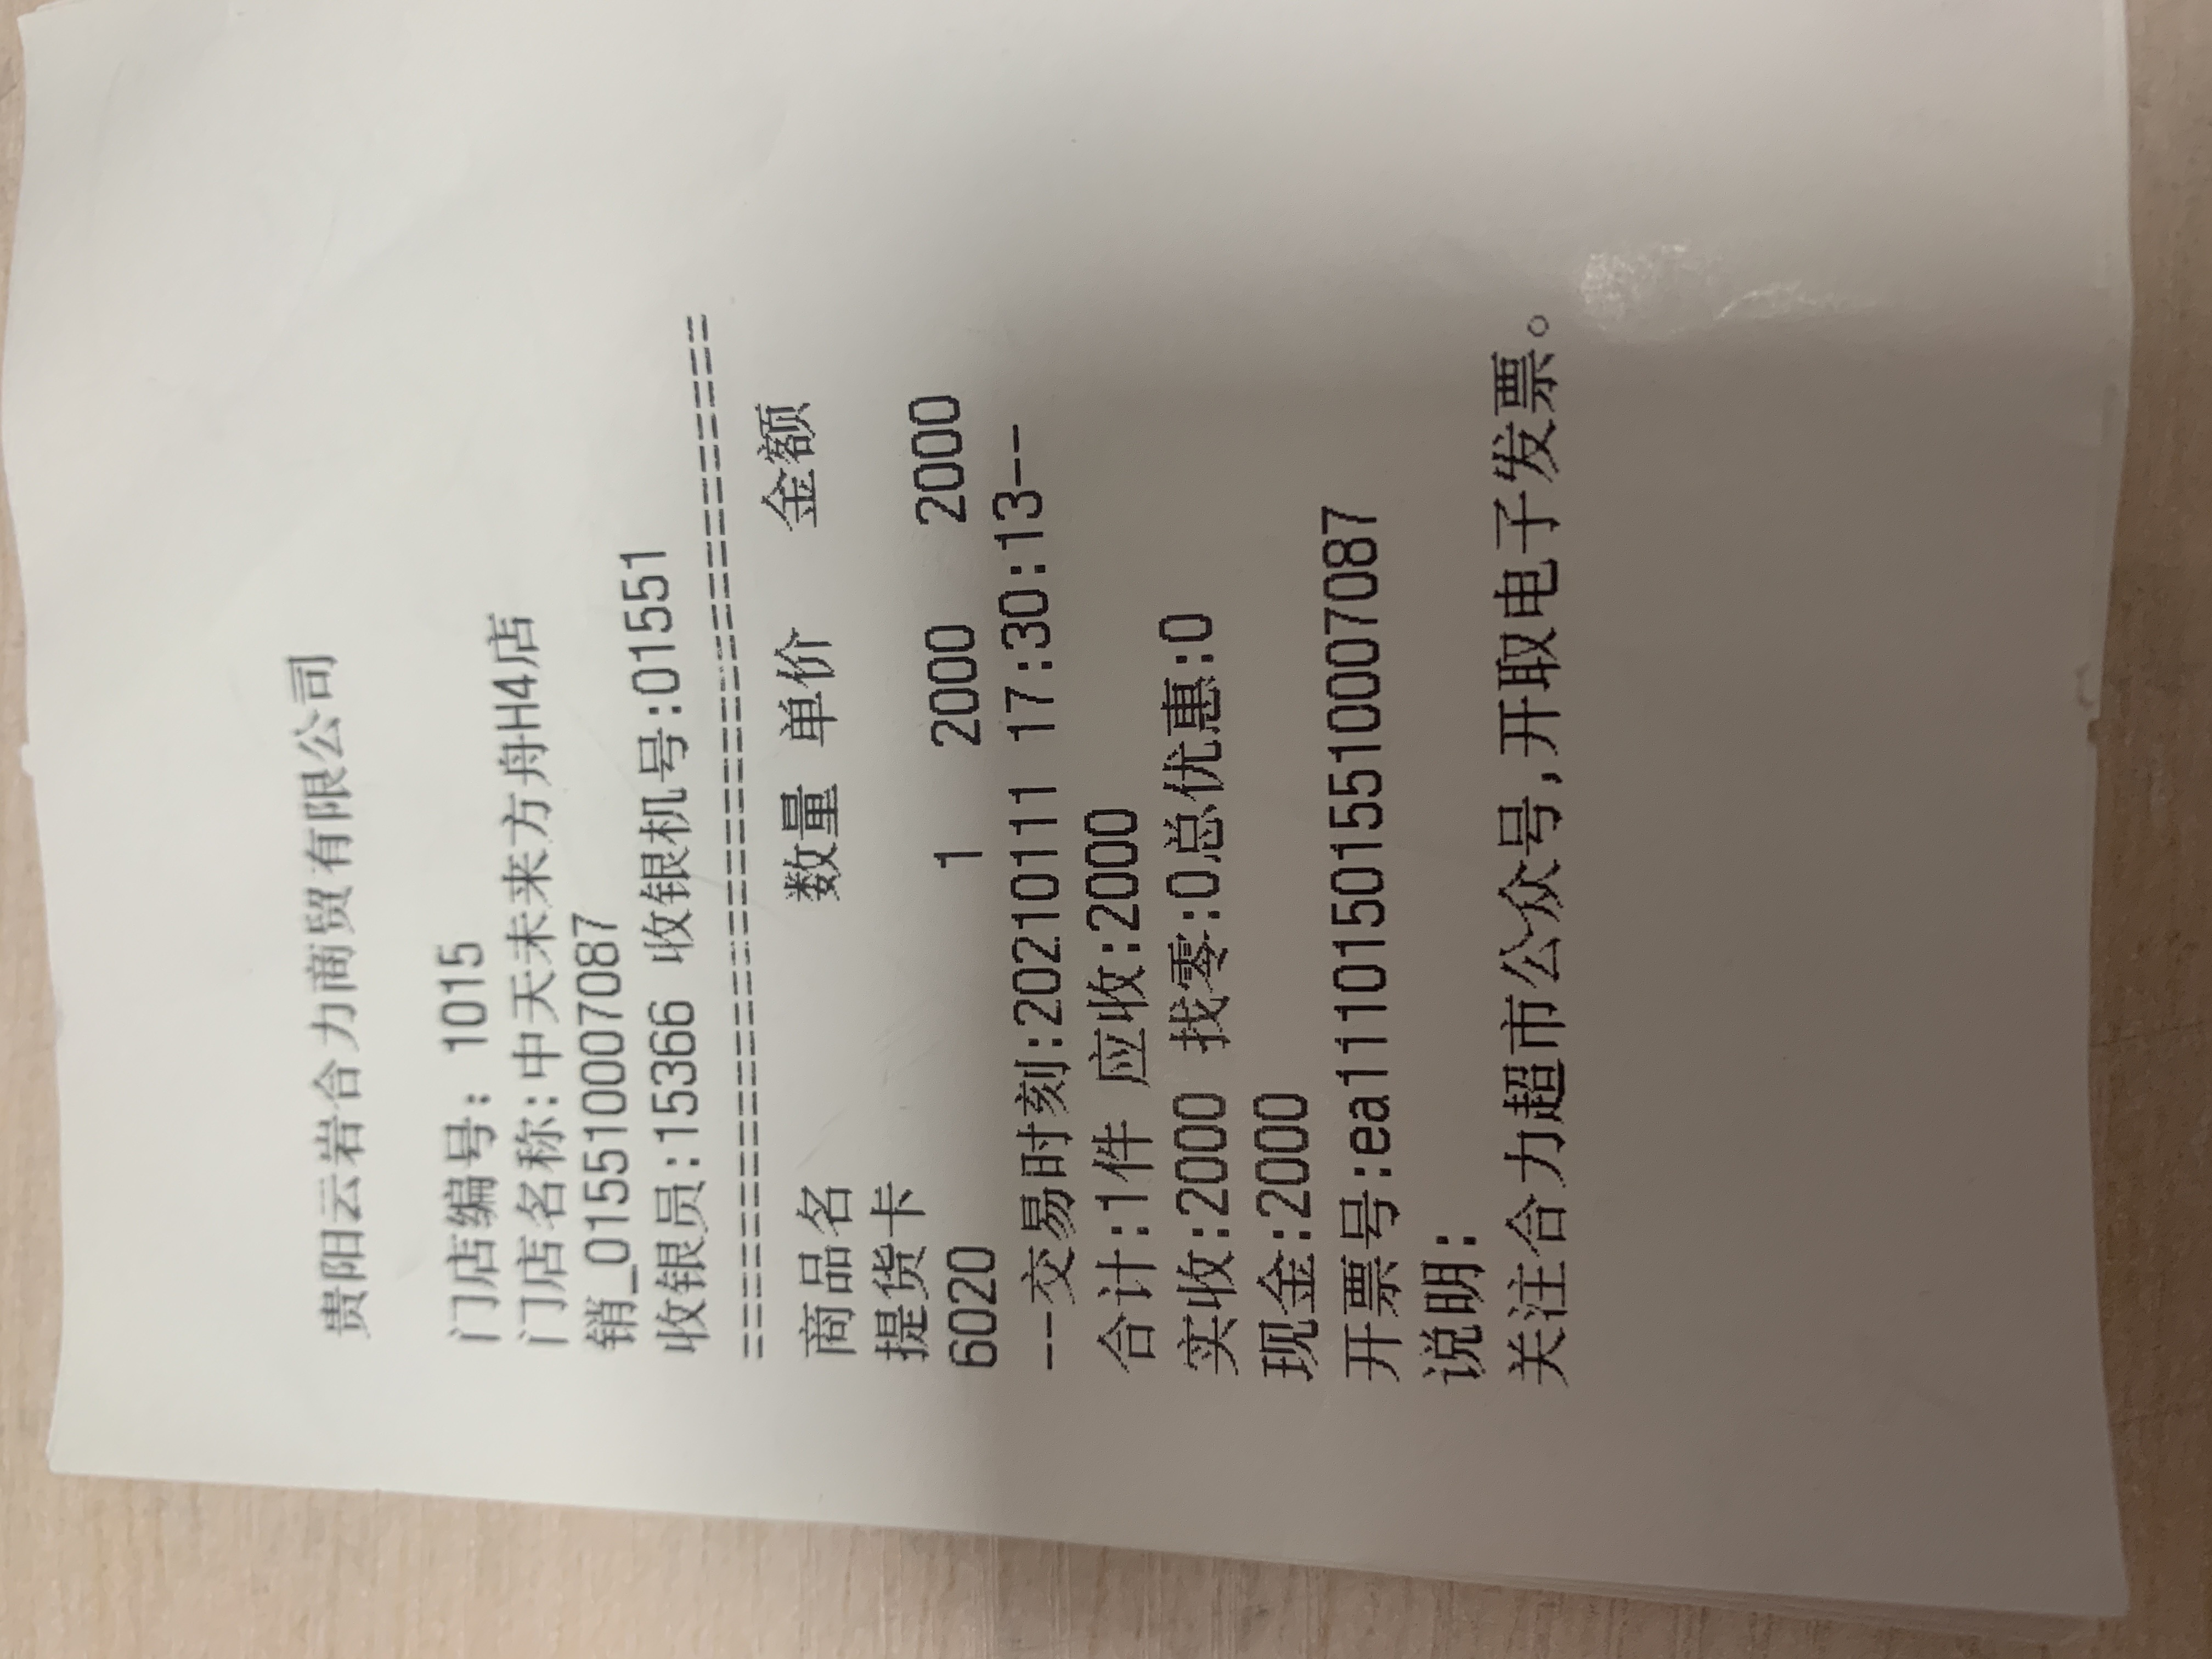 贵阳云岩合力商贸有限公司
门店编号: 1015
门店名称:中天未来方舟H4店
销_015510007087
收银员:15366 收银机号:01551
================================
商品名 数量 单价 金额
提货卡
6020 1 2000 2000
--交易时刻:20210111 17:30:13--
合计:1件 应收:2000
实收:2000 找零:0总优惠:0
现金:2000
开票号:ea1110150155510007087
说明:
关注合力超市公众号,开取电子发票。